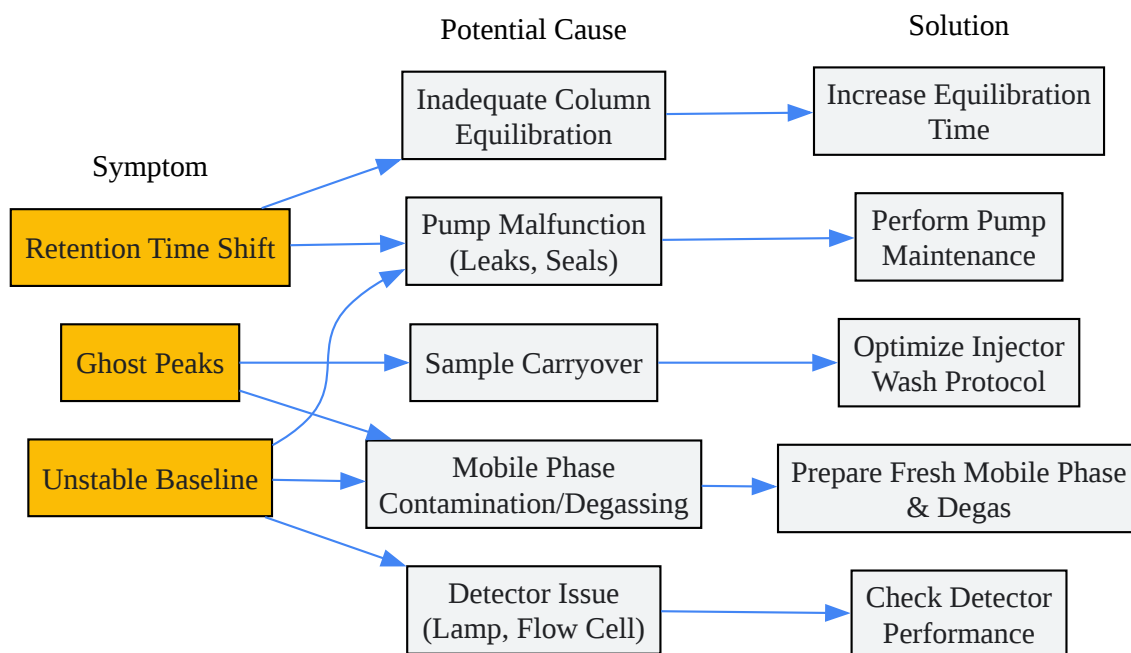 Symptom
Potential Cause
Solution
Retention Time Shift
Ghost Peaks
Unstable Baseline
Inadequate Column
Equilibration
Pump Malfunction
(Leaks, Seals)
Sample Carryover
Mobile Phase
Contamination/Degassing
Detector Issue
(Lamp, Flow Cell)
Increase Equilibration
Time
Perform Pump
Maintenance
Optimize Injector
Wash Protocol
Prepare Fresh Mobile Phase
& Degas
Check Detector
Performance